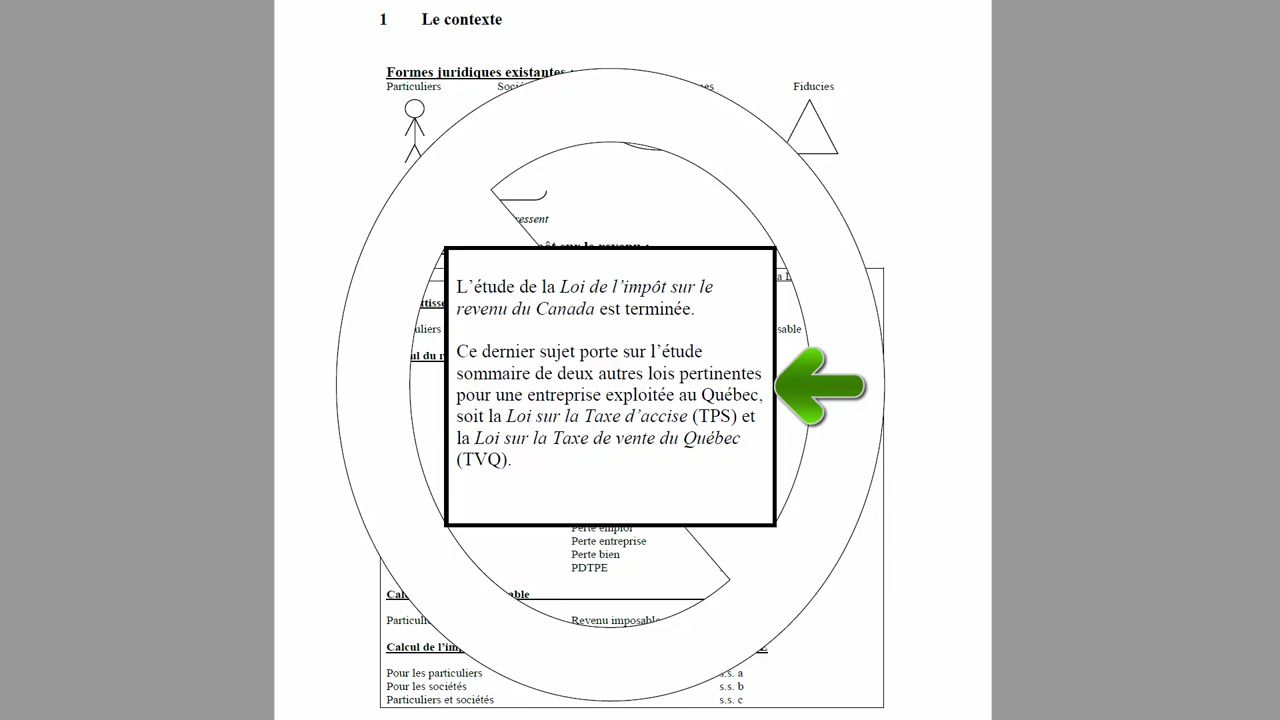 1 Le contexte
Formes juridiques existantes :
Particuliers Fiducies
L'étude de la Loi de l'impôt sur le
revenu du Canada est terminée.
Ce dernier sujet porte sur l'étude
sommaire de deux autres lois pertinentes
pour une entreprise exploitée au Québec,
soit la Loi sur la Taxe d'accise (TPS) et
la Loi sur la Taxe de vente du Québec
(TVQ).
Perte emploi
Perte entreprise
Perte bien
PDTPE
Revenu imposable
Calcul de
Pour les particuliers s.s. a
Pour les sociétés s.s. b
Particuliers et sociétés s.s. c